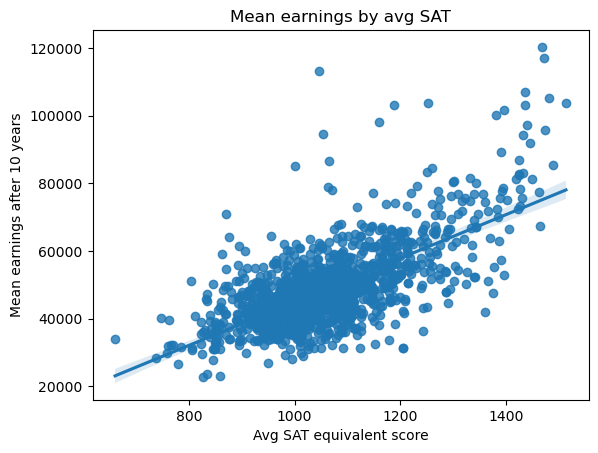 Mean earnings by avg SAT
120000
100000
80000
60000
40000
20000
Mean earnings after 10 years
800 1000 1200 1400
Avg SAT equivalent score